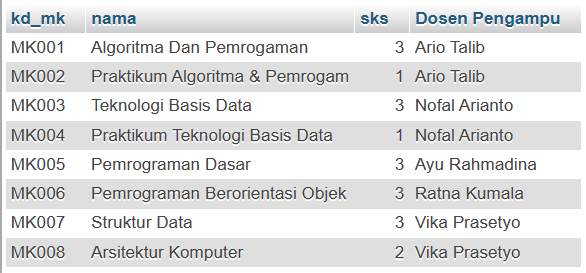 kd_mk nama sks Dosen Pengampu
MK001 Algoritma Dan Pemrogaman 3 Ario Talib
MK002 Praktikum Algoritma & Pemrogam 1 Ario Talib
MK003 Teknologi Basis Data 3 Nofal Arianto
MK004 Praktikum Teknologi Basis Data 1 Nofal Arianto
MK005 Pemrograman Dasar 3 Ayu Rahmadina
MK006 Pemrograman Berorientasi Objek 3 Ratna Kumala
MK007 Struktur Data 3 Vika Prasetyo
MK008 Arsitektur Komputer 2 Vika Prasetyo